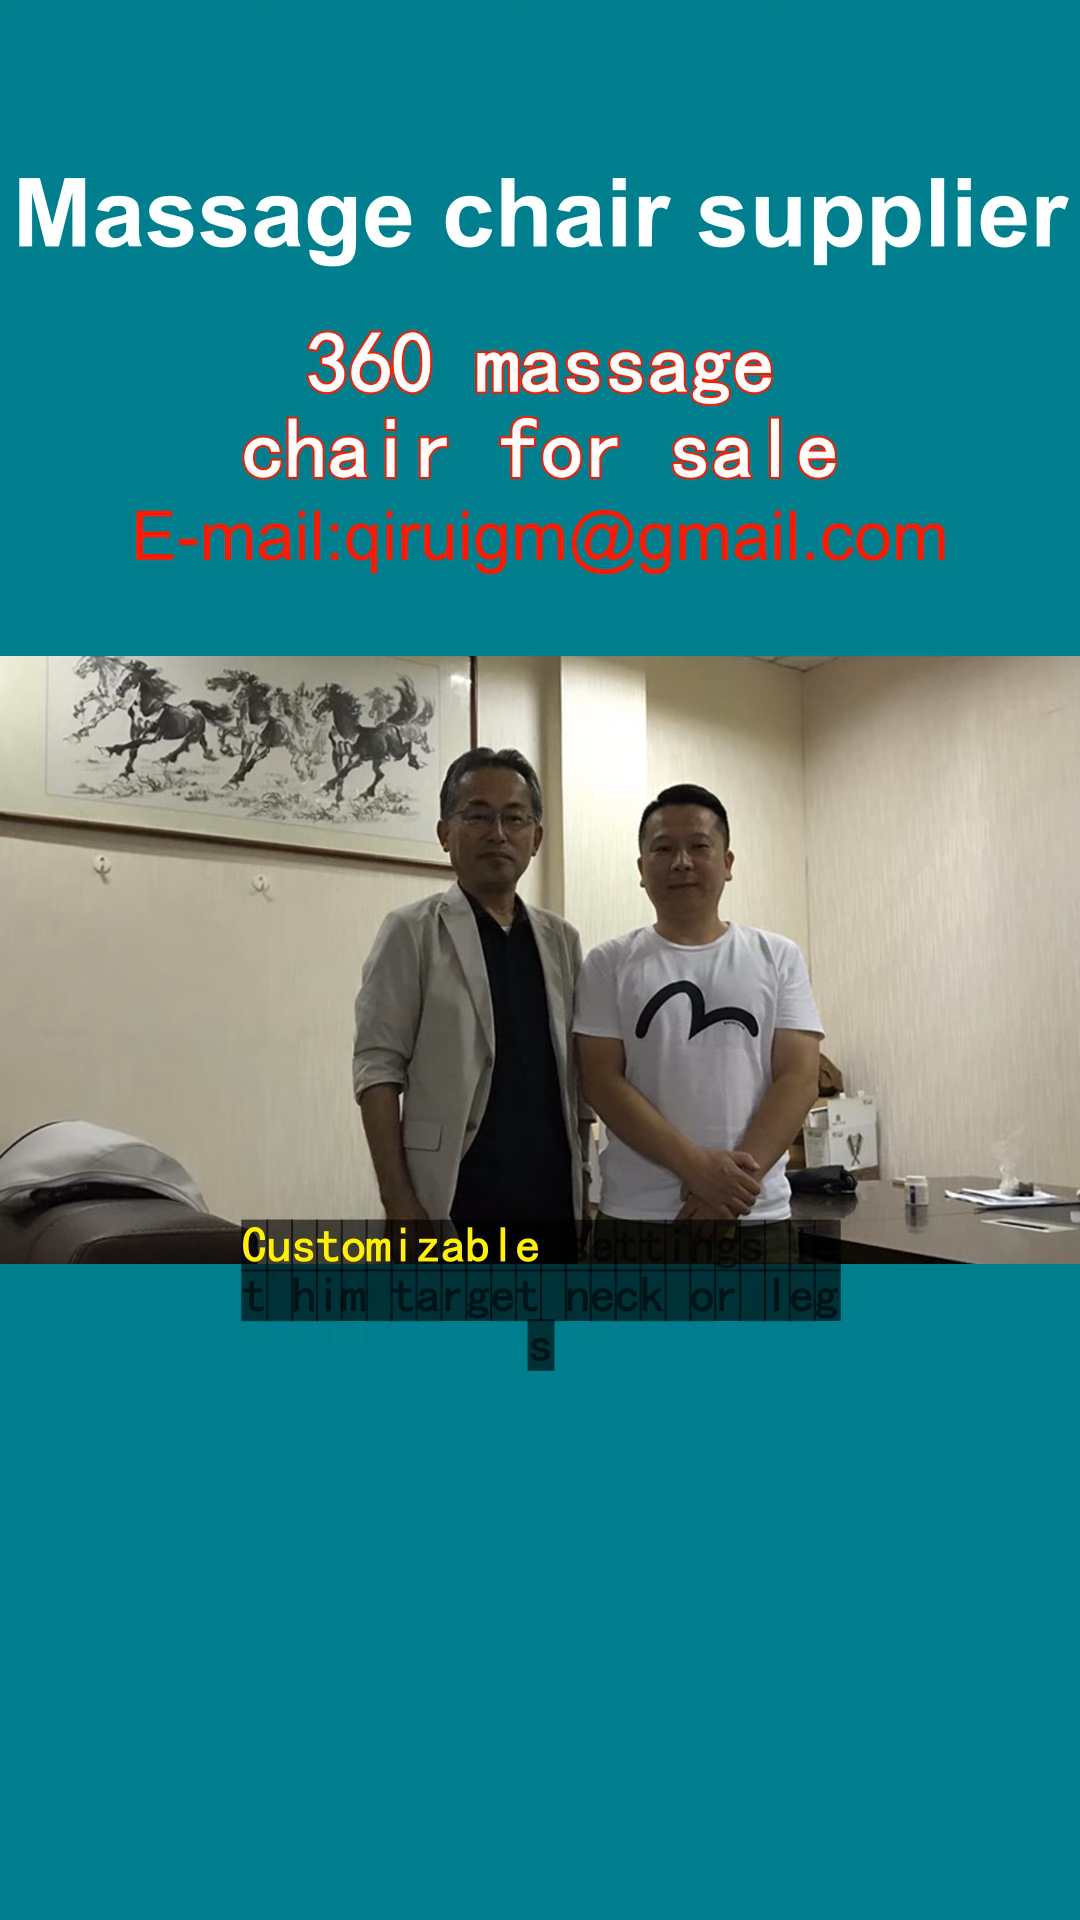 Massage chair supplier
360 massage
chair for sale
E-mail:qiruigm@gmail.com
Customizable settings le
t him target neck or leg
s